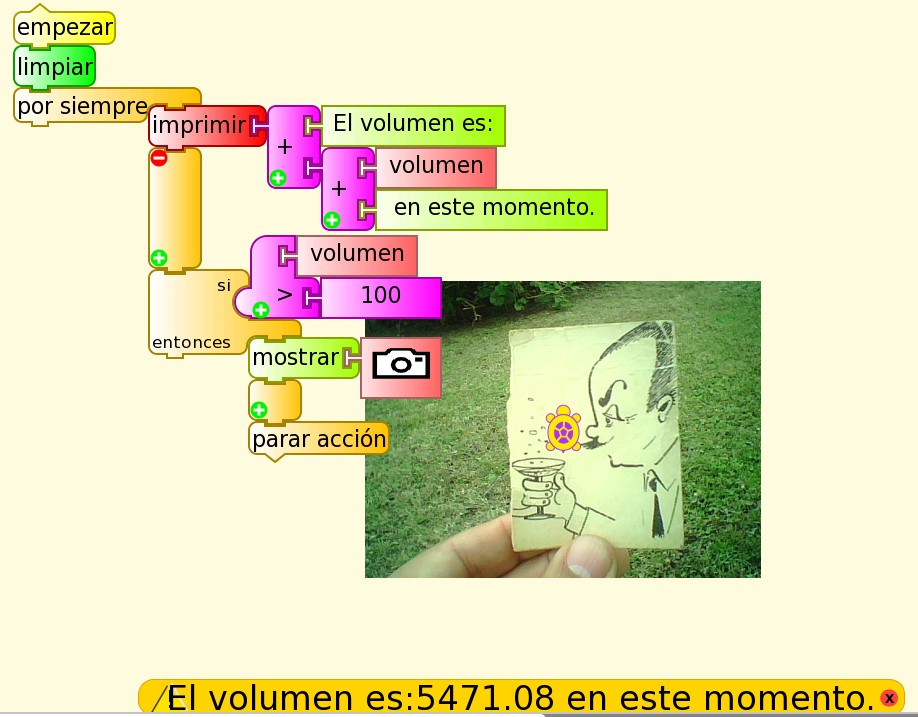 empezar
limpiar
por siempre
imprimir + El volumen es:
+ volumen
en este momento.
si volumen
> 100
entonces
mostrar
parar acción
El volumen es:5471.08 en este momento. x